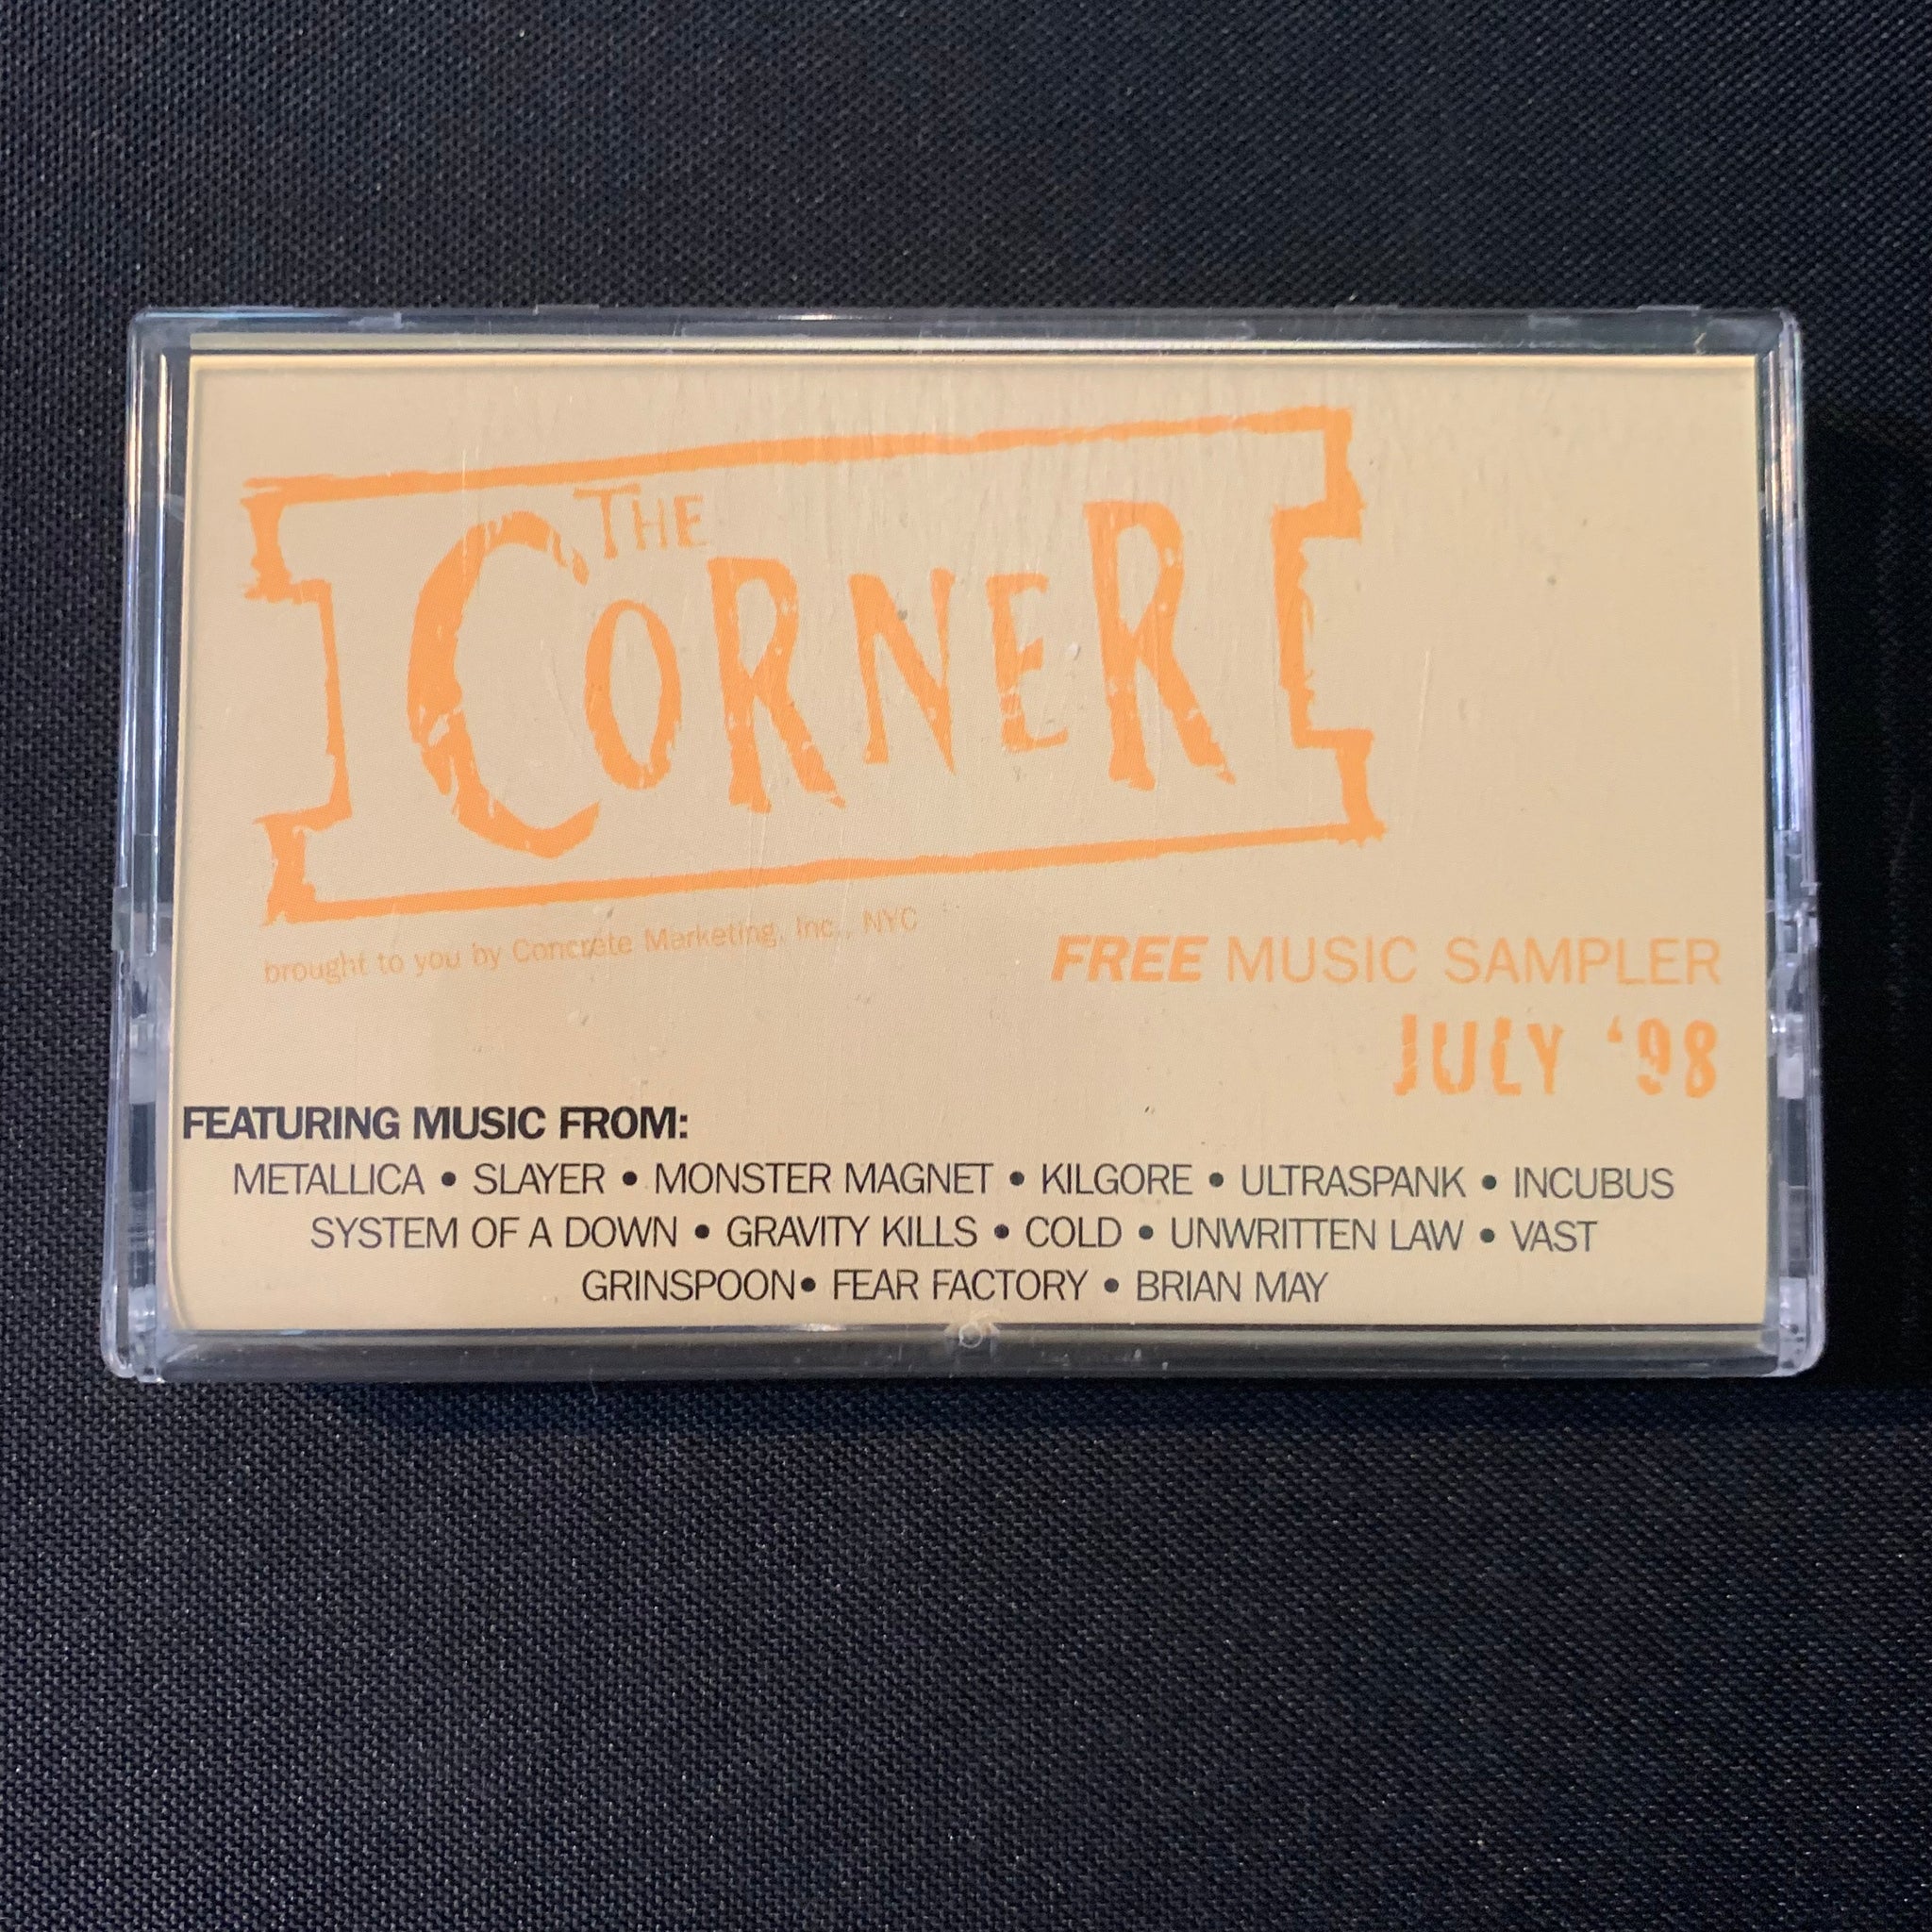 THE
CORNER
brought to you by Concrete Marketing, Inc., NYC
FREE MUSIC SAMPLER
JULY '98
FEATURING MUSIC FROM:
METALLICA • SLAYER • MONSTER MAGNET • KILGORE • ULTRASPANK • INCUBUS
SYSTEM OF A DOWN • GRAVITY KILLS • COLD • UNWRITTEN LAW • VAST
GRINSPOON• FEAR FACTORY • BRIAN MAY